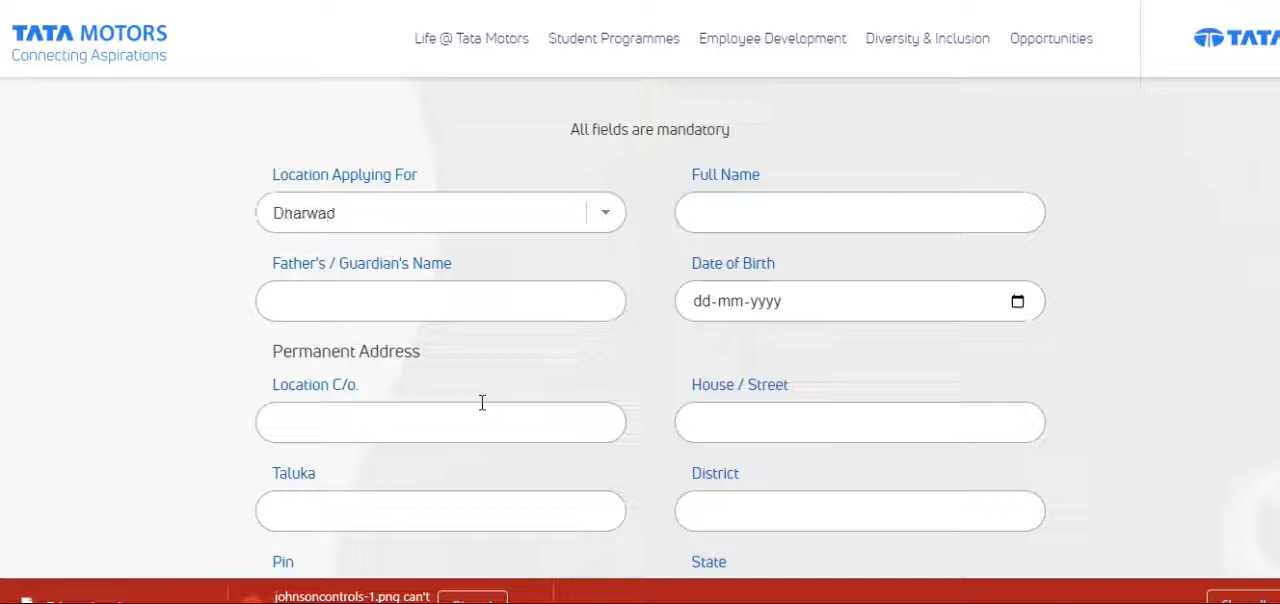 TATA MOTORS
Connecting Aspirations
Life @ Tata Motors Student Programmes Employee Development Diversity & Inclusion Opportunities
TATA
All fields are mandatory
Location Applying For Full Name
Dharwad
Father's / Guardian's Name Date of Birth
dd-mm-yyyy
Permanent Address
Location C/o. House / Street
Taluka District
Pin State
johnsoncontrols-1.png can't